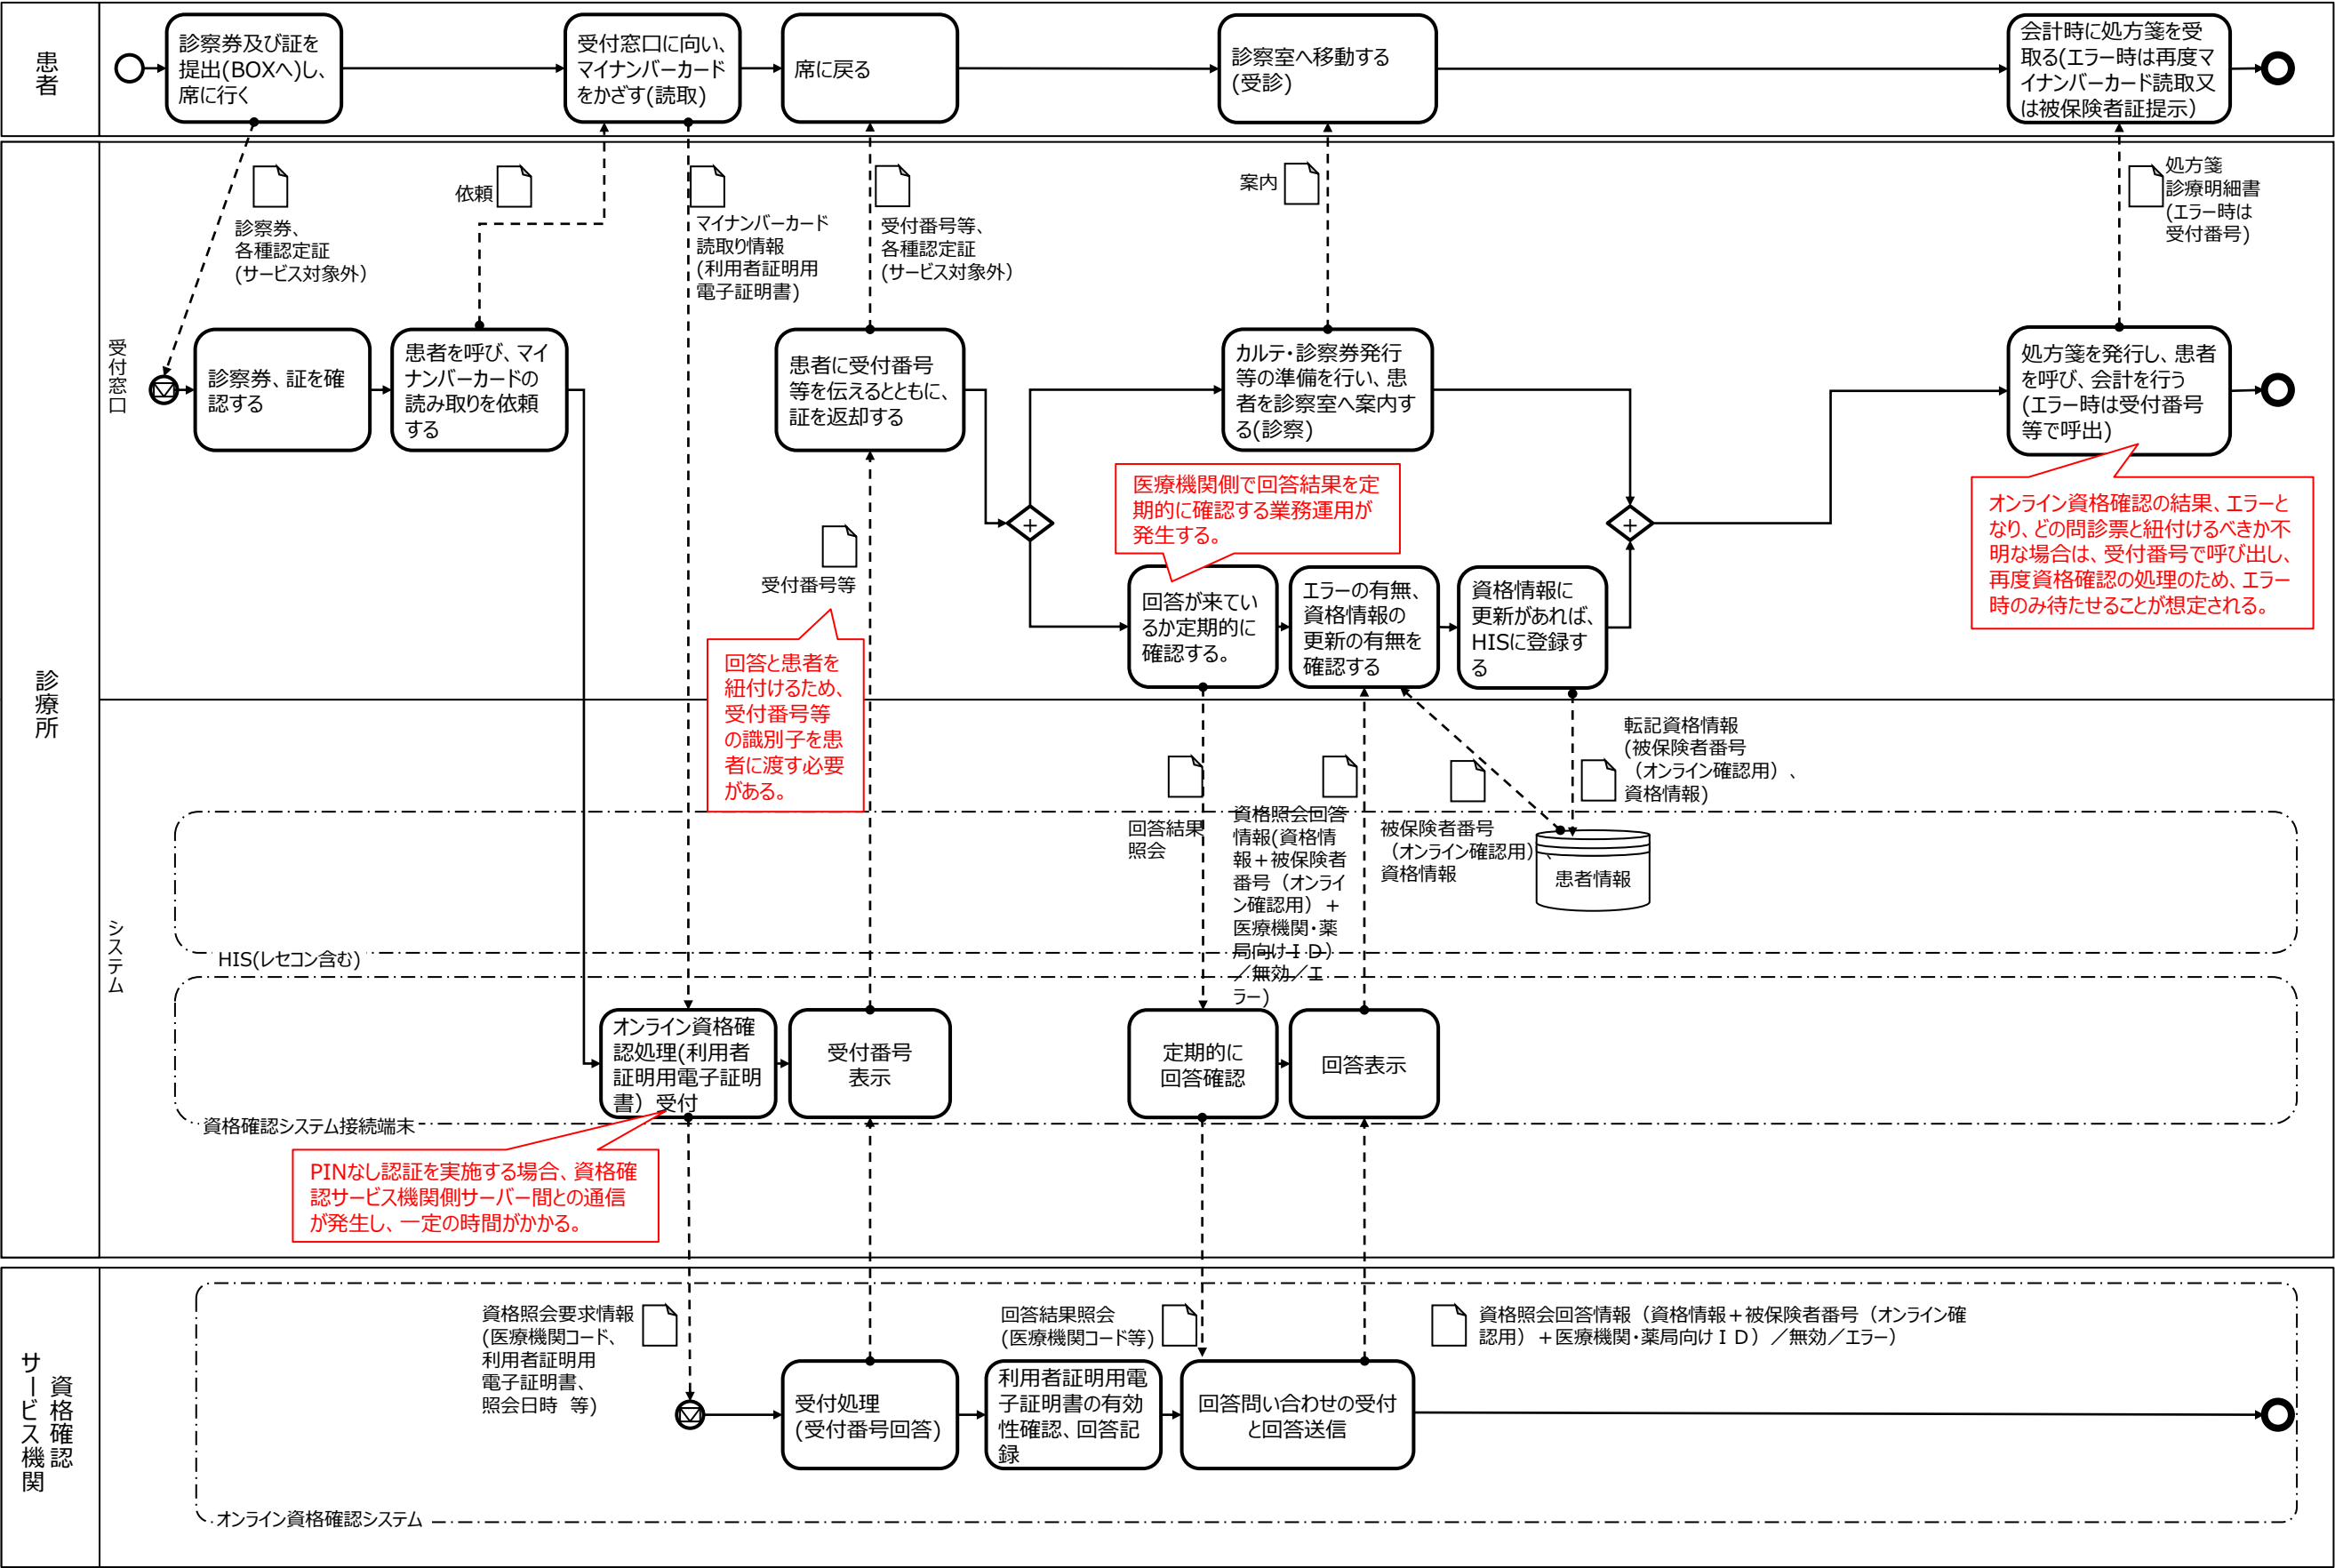 患者
診察券及び証を
提出(BOXへ)し、
席に行く
受付窓口に向い、
マイナンバーカード
をかざす(読取)
席に戻る
診察室へ移動する
(受診)
会計時に処方箋を受
取る(エラー時は再度マ
イナンバーカード読取又
は被保険者証提示)
診療所
受付窓口
診察券、
各種認定証
(サービス対象外)
依頼
マイナンバーカード
読取り情報
(利用者証明用
電子証明書)
受付番号等、
各種認定証
(サービス対象外)
案内
処方箋
診療明細書
(エラー時は
受付番号)
診察券、証を確
認する
患者を呼び、マイ
ナンバーカードの
読み取りを依頼
する
患者に受付番号
等を伝えるとともに、
証を返却する
カルテ・診察券発行
等の準備を行い、患
者を診察室へ案内す
る(診察)
処方箋を発行し、患者
を呼び、会計を行う
(エラー時は受付番号
等で呼出)
医療機関側で回答結果を定
期的に確認する業務運用が
発生する。
オンライン資格確認の結果、エラーと
なり、どの問診票と紐付けるべきか不
明な場合は、受付番号で呼び出し、
再度資格確認の処理のため、エラー
時のみ待たせることが想定される。
+
+
受付番号等
回答が来てい
るか定期的に
確認する。
エラーの有無、
資格情報の
更新の有無を
確認する
資格情報に
更新があれば、
HISに登録す
る
回答と患者を
紐付けるため、
受付番号等
の識別子を患
者に渡す必要
がある。
システム
回答結果
照会
資格照会回答
情報(資格情
報+被保険者
番号（オンライ
ン確認用）+
医療機関・薬
局向けＩＤ）
／無効／エ
ラー)
被保険者番号
（オンライン確認用）、
資格情報
転記資格情報
(被保険者番号
（オンライン確認用）、
資格情報)
患者情報
HIS(レセコン含む)
オンライン資格確
認処理(利用者
証明用電子証明
書）受付
受付番号
表示
定期的に
回答確認
回答表示
資格確認システム接続端末
PINなし認証を実施する場合、資格確
認サービス機関側サーバー間との通信
が発生し、一定の時間がかかる。
資格確認
サービス機関
資格照会要求情報
(医療機関コード、
利用者証明用
電子証明書、
照会日時 等)
回答結果照会
(医療機関コード等)
資格照会回答情報（資格情報＋被保険者番号（オンライン確
認用）＋医療機関・薬局向けＩＤ）／無効／エラー）
受付処理
(受付番号回答)
利用者証明用電
子証明書の有効
性確認、回答記
録
回答問い合わせの受付
と回答送信
オンライン資格確認システム